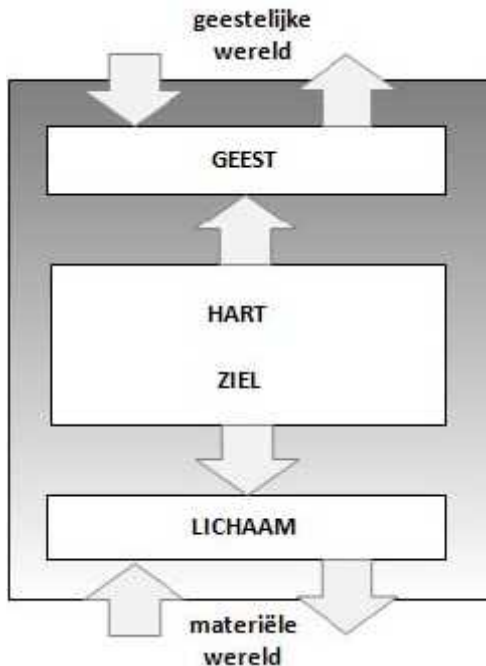 geestelijke
wereld
GEEST
HART
ZIEL
LICHAAM
materiële
wereld